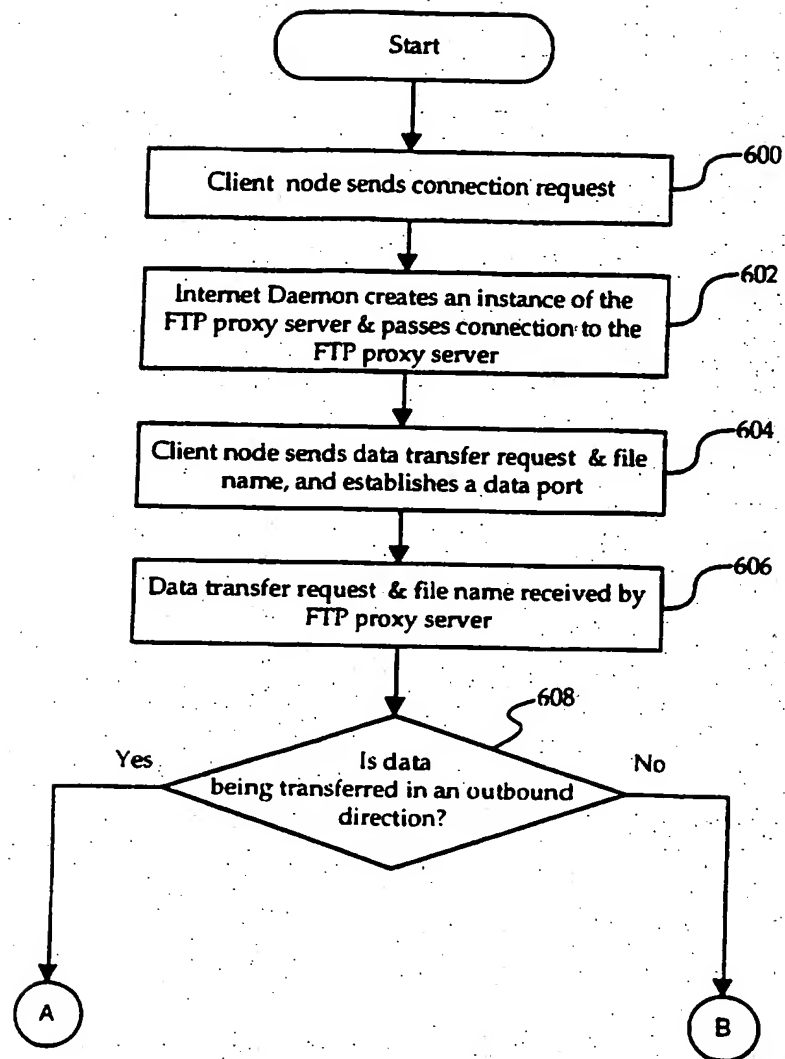 Start
Client node sends connection request
600
Internet Daemon creates an instance of the
FTP proxy server & passes connection to the
FTP proxy server
602
Client node sends data transfer request & file
name, and establishes a data port
604
Data transfer request & file name received by
FTP proxy server
606
608
Is data
being transferred in an outbound
direction?
Yes
No
A
B